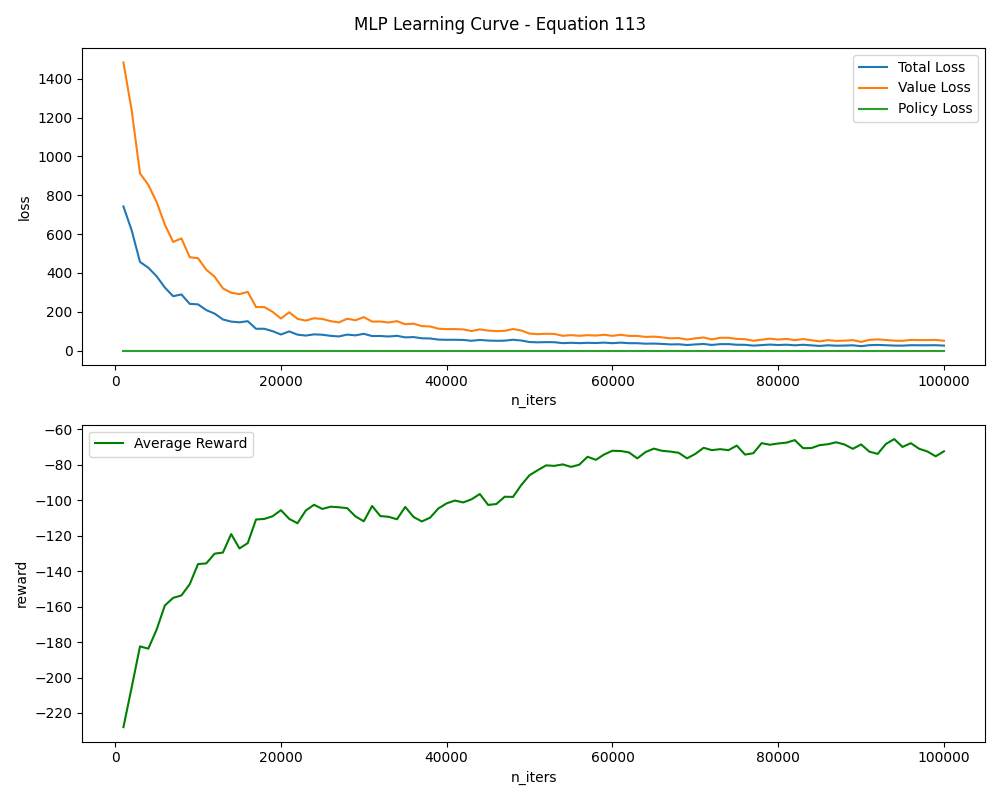 MLP Learning Curve - Equation 113
1400
1200
1000
800
600
400
200
0
loss
Total Loss
Value Loss
Policy Loss
0 20000 40000 60000 80000 100000
n_iters
−60
−80
−100
−120
−140
−160
−180
−200
−220
reward
Average Reward
0 20000 40000 60000 80000 100000
n_iters